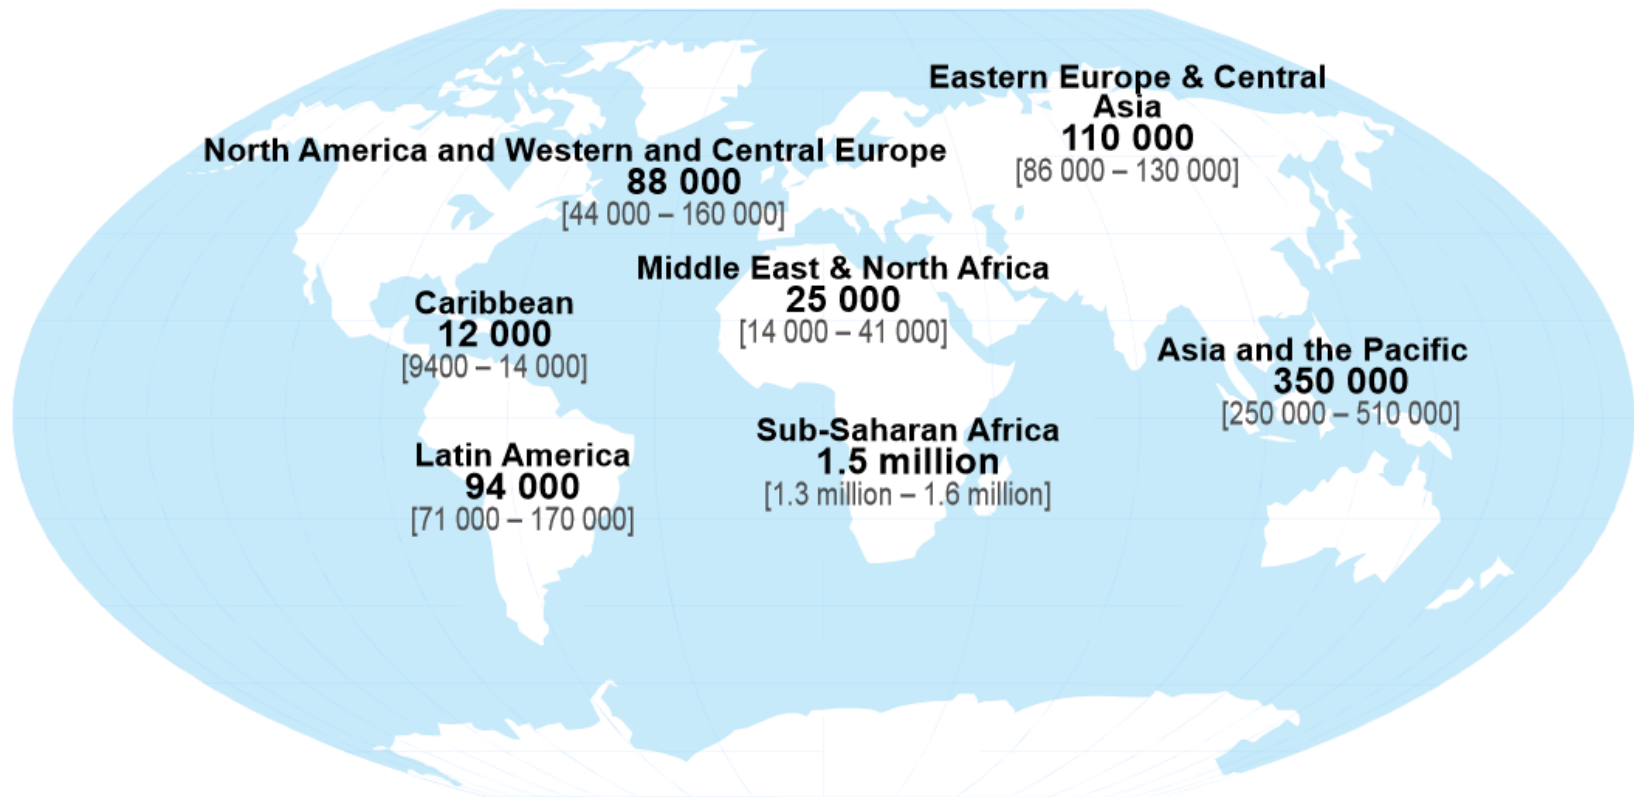 Eastern Europe & Central
Asia
110 000
[86 000 – 130 000]
North America and Western and Central Europe
88 000
[44 000 – 160 000]
Middle East & North Africa
25 000
[14 000 – 41 000]
Caribbean
12 000
[9400 – 14 000]
Asia and the Pacific
350 000
[250 000 – 510 000]
Sub-Saharan Africa
1.5 million
[1.3 million – 1.6 million]
Latin America
94 000
[71 000 – 170 000]